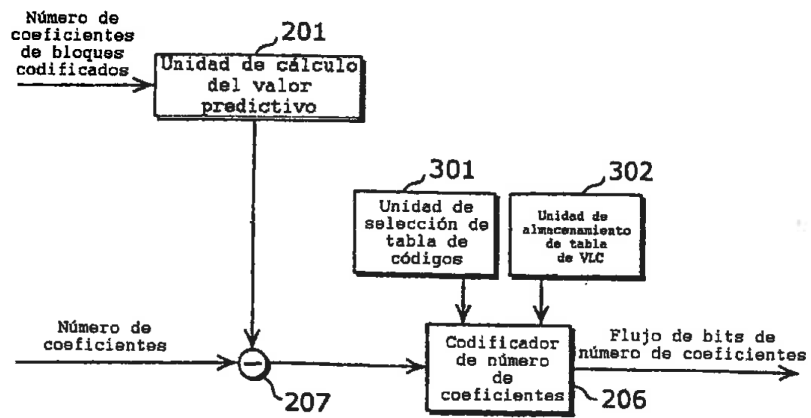 Número de
coeficientes
de bloques
codificados
201
Unidad de cálculo
del valor
predictivo
301
302
Unidad de
selección de
tabla de
códigos
Unidad de
almacenamiento
de tabla
de VLC
Número de
coeficientes
207
Codificador
de número
de
coeficientes
206
Flujo de bits de
número de coeficientes